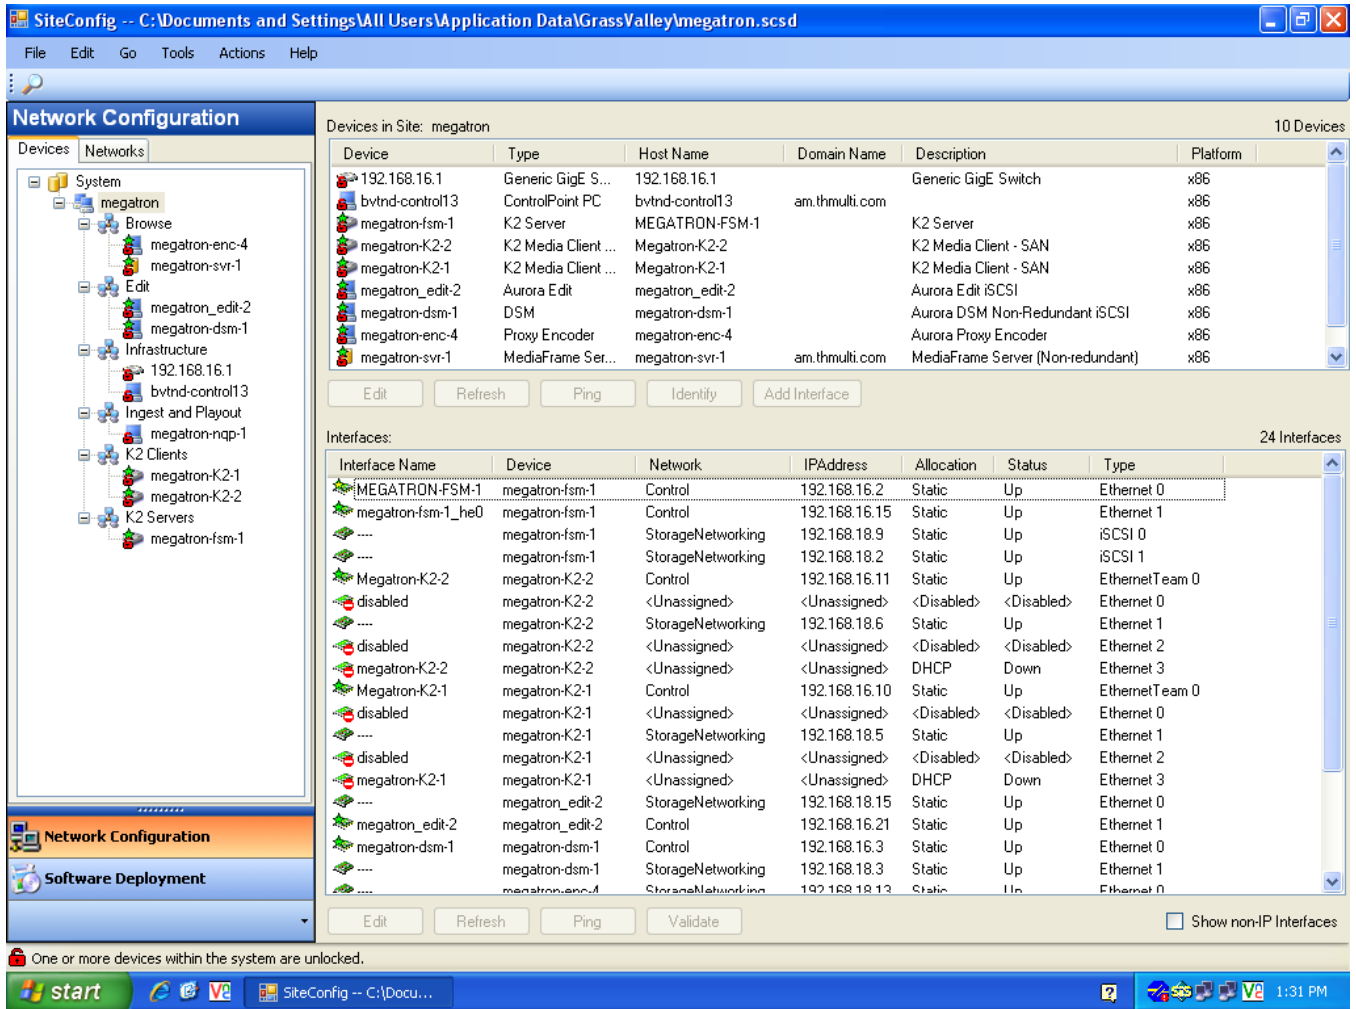 SiteConfig -- C:\Documents and Settings\All Users\Application Data\GrassValley\megatron.scsd
File Edit Go Tools Actions Help
Network Configuration
Devices Networks
System
megatron
Browse
megatron-enc-4
megatron-svr-1
Edit
megatron_edit-2
megatron-dsm-1
Infrastructure
192.168.16.1
bvtnd-control13
Ingest and Playout
megatron-nqp-1
K2 Clients
megatron-K2-1
megatron-K2-2
K2 Servers
megatron-fsm-1
Network Configuration
Software Deployment
Devices in Site: megatron 10 Devices
Device Type Host Name Domain Name Description Platform
192.168.16.1 Generic GigE S... 192.168.16.1 Generic GigE Switch x86
bvtnd-control13 ControlPoint PC bvtnd-control13 am.thmulti.com x86
megatron-fsm-1 K2 Server MEGATRON-FSM-1 K2 Server x86
megatron-K2-2 K2 Media Client ... Megatron-K2-2 K2 Media Client - SAN x86
megatron-K2-1 K2 Media Client ... Megatron-K2-1 K2 Media Client - SAN x86
megatron_edit-2 Aurora Edit megatron_edit-2 Aurora Edit iSCSI x86
megatron-dsm-1 DSM megatron-dsm-1 Aurora DSM Non-Redundant iSCSI x86
megatron-enc-4 Proxy Encoder megatron-enc-4 Aurora Proxy Encoder x86
megatron-svr-1 MediaFrame Ser... megatron-svr-1 am.thmulti.com MediaFrame Server (Non-redundant) x86
Edit Refresh Ping Identify Add Interface
Interfaces: 24 Interfaces
Interface Name Device Network IPAddress Allocation Status Type
MEGATRON-FSM-1 megatron-fsm-1 Control 192.168.16.2 Static Up Ethernet 0
megatron-fsm-1_he0 megatron-fsm-1 Control 192.168.16.15 Static Up Ethernet 1
---- megatron-fsm-1 StorageNetworking 192.168.18.9 Static Up iSCSI 0
---- megatron-fsm-1 StorageNetworking 192.168.18.2 Static Up iSCSI 1
Megatron-K2-2 megatron-K2-2 Control 192.168.16.11 Static Up EthernetTeam 0
disabled megatron-K2-2 <Unassigned> <Unassigned> <Disabled> <Disabled> Ethernet 0
---- megatron-K2-2 StorageNetworking 192.168.18.6 Static Up Ethernet 1
disabled megatron-K2-2 <Unassigned> <Unassigned> <Disabled> <Disabled> Ethernet 2
megatron-K2-2 megatron-K2-2 <Unassigned> <Unassigned> DHCP Down Ethernet 3
Megatron-K2-1 megatron-K2-1 Control 192.168.16.10 Static Up EthernetTeam 0
disabled megatron-K2-1 <Unassigned> <Unassigned> <Disabled> <Disabled> Ethernet 0
---- megatron-K2-1 StorageNetworking 192.168.18.5 Static Up Ethernet 1
disabled megatron-K2-1 <Unassigned> <Unassigned> <Disabled> <Disabled> Ethernet 2
megatron-K2-1 megatron-K2-1 <Unassigned> <Unassigned> DHCP Down Ethernet 3
---- megatron_edit-2 StorageNetworking 192.168.18.15 Static Up Ethernet 0
megatron_edit-2 megatron_edit-2 Control 192.168.16.21 Static Up Ethernet 1
megatron-dsm-1 megatron-dsm-1 Control 192.168.16.3 Static Up Ethernet 0
---- megatron-dsm-1 StorageNetworking 192.168.18.3 Static Up Ethernet 1
---- megatron-enc-4 StorageNetworking 192.168.18.13 Static Up Ethernet 0
Edit Refresh Ping Validate Show non-IP Interfaces
One or more devices within the system are unlocked.
start SiteConfig -- C:\Docu... 1:31 PM